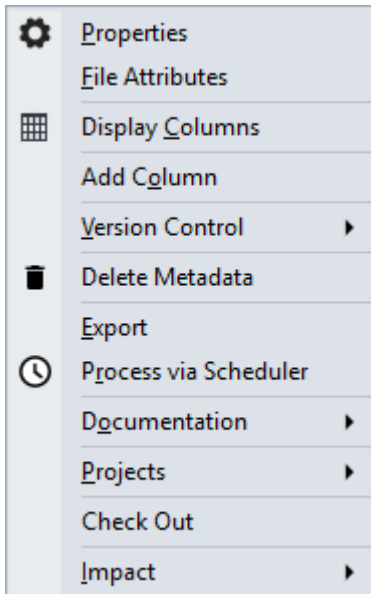 Properties
File Attributes
Display Columns
Add Column
Version Control
Delete Metadata
Export
Process via Scheduler
Documentation
Projects
Check Out
Impact